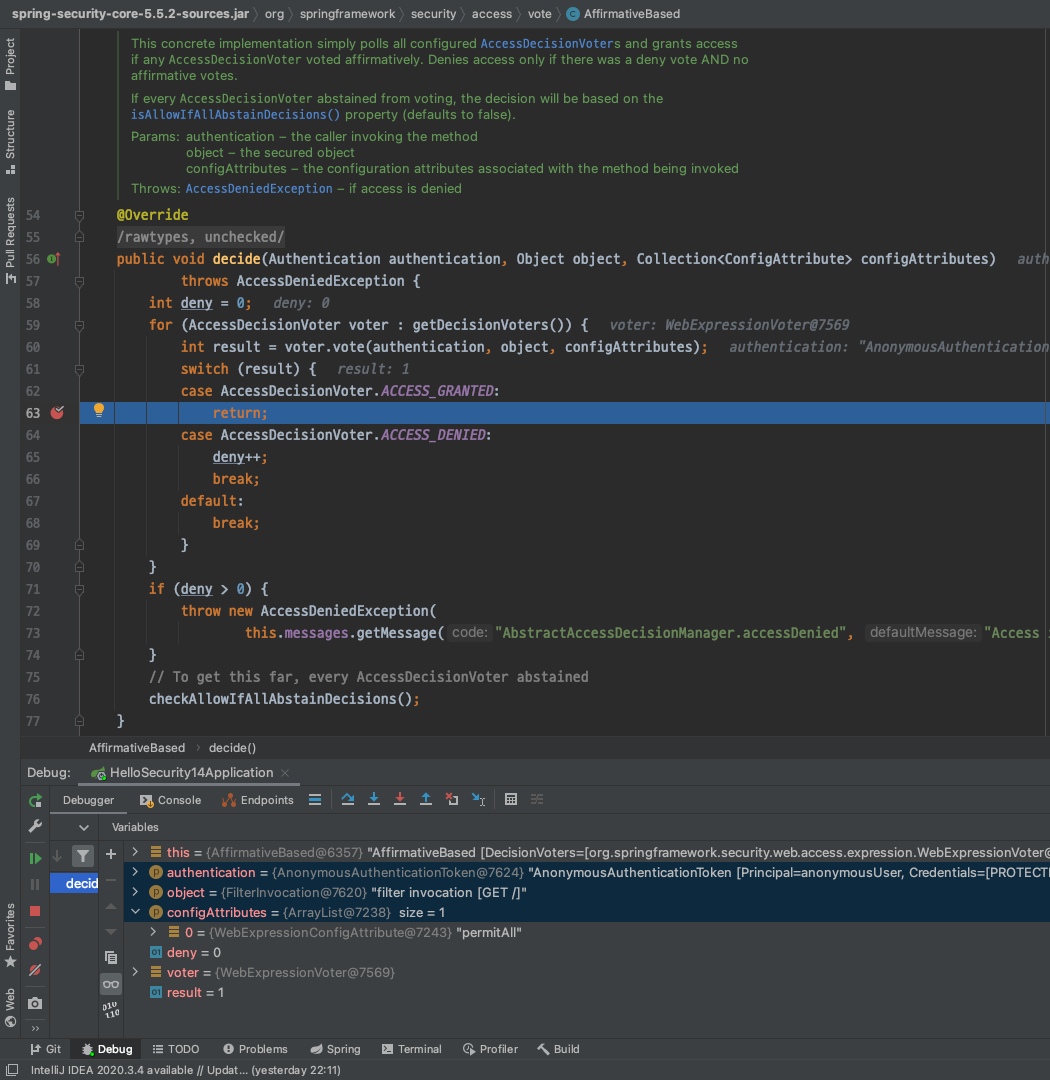 spring-security-core-5.5.2-sources.jar org springframework security access vote AffirmativeBased
Project
Structure
Pull Requests
Favorites
Web
This concrete implementation simply polls all configured AccessDecisionVoters and grants access
if any AccessDecisionVoter voted affirmatively. Denies access only if there was a deny vote AND no
affirmative votes.
If every AccessDecisionVoter abstained from voting, the decision will be based on the
isAllowIfAllAbstainDecisions() property (defaults to false).
Params: authentication – the caller invoking the method
object – the secured object
configAttributes – the configuration attributes associated with the method being invoked
Throws: AccessDeniedException – if access is denied
54 @Override
55 /rawtypes, unchecked/
56 public void decide(Authentication authentication, Object object, Collection<ConfigAttribute> configAttributes) auth
57 throws AccessDeniedException {
58 int deny = 0; deny: 0
59 for (AccessDecisionVoter voter : getDecisionVoters()) { voter: WebExpressionVoter@7569
60 int result = voter.vote(authentication, object, configAttributes); authentication: "AnonymousAuthentication
61 switch (result) { result: 1
62 case AccessDecisionVoter.ACCESS_GRANTED:
63 return;
64 case AccessDecisionVoter.ACCESS_DENIED:
65 deny++;
66 break;
67 default:
68 break;
69 }
70 }
71 if (deny > 0) {
72 throw new AccessDeniedException(
73 this.messages.getMessage( code: "AbstractAccessDecisionManager.accessDenied", defaultMessage: "Access
74 }
75 // To get this far, every AccessDecisionVoter abstained
76 checkAllowIfAllAbstainDecisions();
77 }
AffirmativeBased › decide()
Debug: HelloSecurity14Application
Debugger Console Endpoints
Variables
decid
this = {AffirmativeBased@6357} "AffirmativeBased [DecisionVoters=[org.springframework.security.web.access.expression.WebExpressionVoter@
authentication = {AnonymousAuthenticationToken@7624} "AnonymousAuthenticationToken [Principal=anonymousUser, Credentials=[PROTECTE
object = {FilterInvocation@7620} "filter invocation [GET /]"
configAttributes = {ArrayList@7238} size = 1
0 = {WebExpressionConfigAttribute@7243} "permitAll"
deny = 0
voter = {WebExpressionVoter@7569}
result = 1
Git Debug TODO Problems Spring Terminal Profiler Build
IntelliJ IDEA 2020.3.4 available // Updat... (yesterday 22:11)